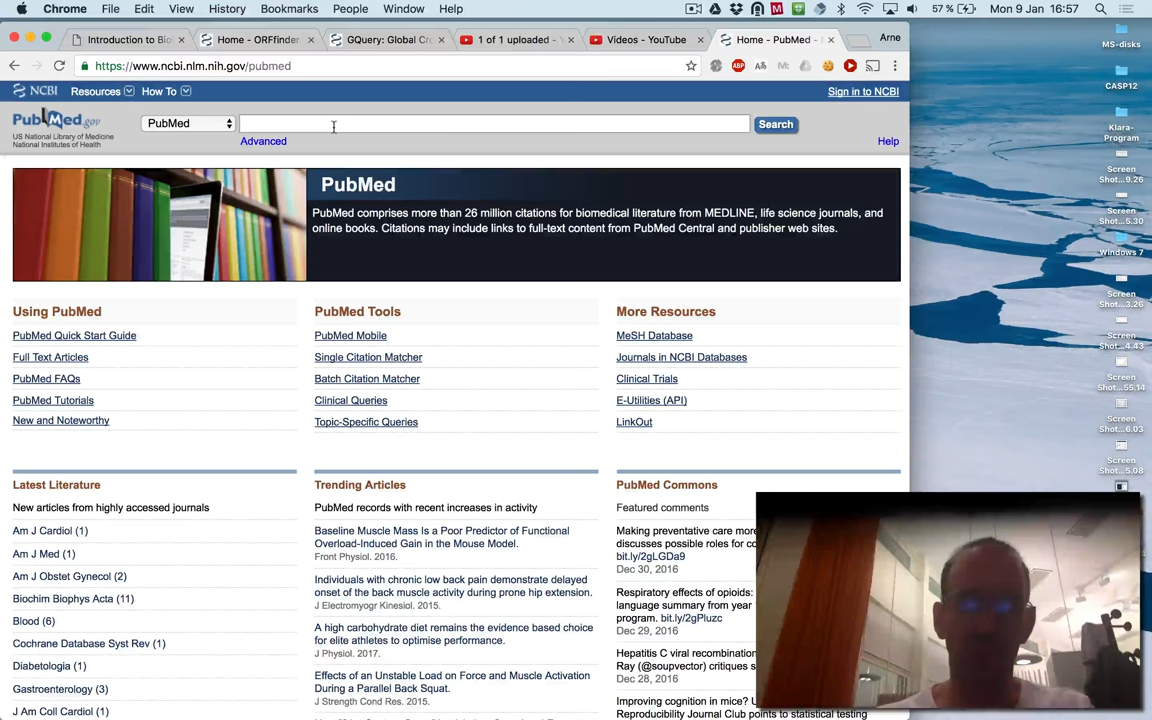 Chrome File Edit View History Bookmarks People Window Help 57 % Mon 9 Jan 16:57
Introduction to Bio Home - ORFfinder GQuery: Global Cro 1 of 1 uploaded - Y Videos - YouTube Home - PubMed - Arne
https://www.ncbi.nlm.nih.gov/pubmed
NCBI Resources How To Sign in to NCBI
PubMed.gov PubMed Search
US National Library of Medicine
National Institutes of Health
Advanced Help
PubMed
PubMed comprises more than 26 million citations for biomedical literature from MEDLINE, life science journals, and
online books. Citations may include links to full-text content from PubMed Central and publisher web sites.
Using PubMed
PubMed Quick Start Guide
Full Text Articles
PubMed FAQs
PubMed Tutorials
New and Noteworthy
PubMed Tools
PubMed Mobile
Single Citation Matcher
Batch Citation Matcher
Clinical Queries
Topic-Specific Queries
More Resources
MeSH Database
Journals in NCBI Databases
Clinical Trials
E-Utilities (API)
LinkOut
Latest Literature
New articles from highly accessed journals
Am J Cardiol (1)
Am J Med (1)
Am J Obstet Gynecol (2)
Biochim Biophys Acta (11)
Blood (6)
Cochrane Database Syst Rev (1)
Diabetologia (1)
Gastroenterology (3)
J Am Coll Cardiol (1)
Trending Articles
PubMed records with recent increases in activity
Baseline Muscle Mass Is a Poor Predictor of Functional
Overload-Induced Gain in the Mouse Model.
Front Physiol. 2016.
Individuals with chronic low back pain demonstrate delayed
onset of the back muscle activity during prone hip extension.
J Electromyogr Kinesiol. 2015.
A high carbohydrate diet remains the evidence based choice
for elite athletes to optimise performance.
J Physiol. 2017.
Effects of an Unstable Load on Force and Muscle Activation
During a Parallel Back Squat.
J Strength Cond Res. 2015.
PubMed Commons
Featured comments
Making preventative care more
discusses possible roles for co
bit.ly/2gLGDa9
Dec 30, 2016
Respiratory effects of opioids:
language summary from year
program. bit.ly/2gPluzc
Dec 29, 2016
Hepatitis C viral recombination
Ray (@soupvector) critiques s
Dec 28, 2016
Improving cognition in mice? U
Reproducibility Journal Club points to statistical
MS-disks
CASP12
Klara-
Program
Screen
Shot...9.26
Screen
Shot...5.30
Windows 7
Screen
Shot...3.26
Screen
Shot...4.43
Screen
Shot...55.14
Screen
Shot...6.03
Screen
Shot...5.08